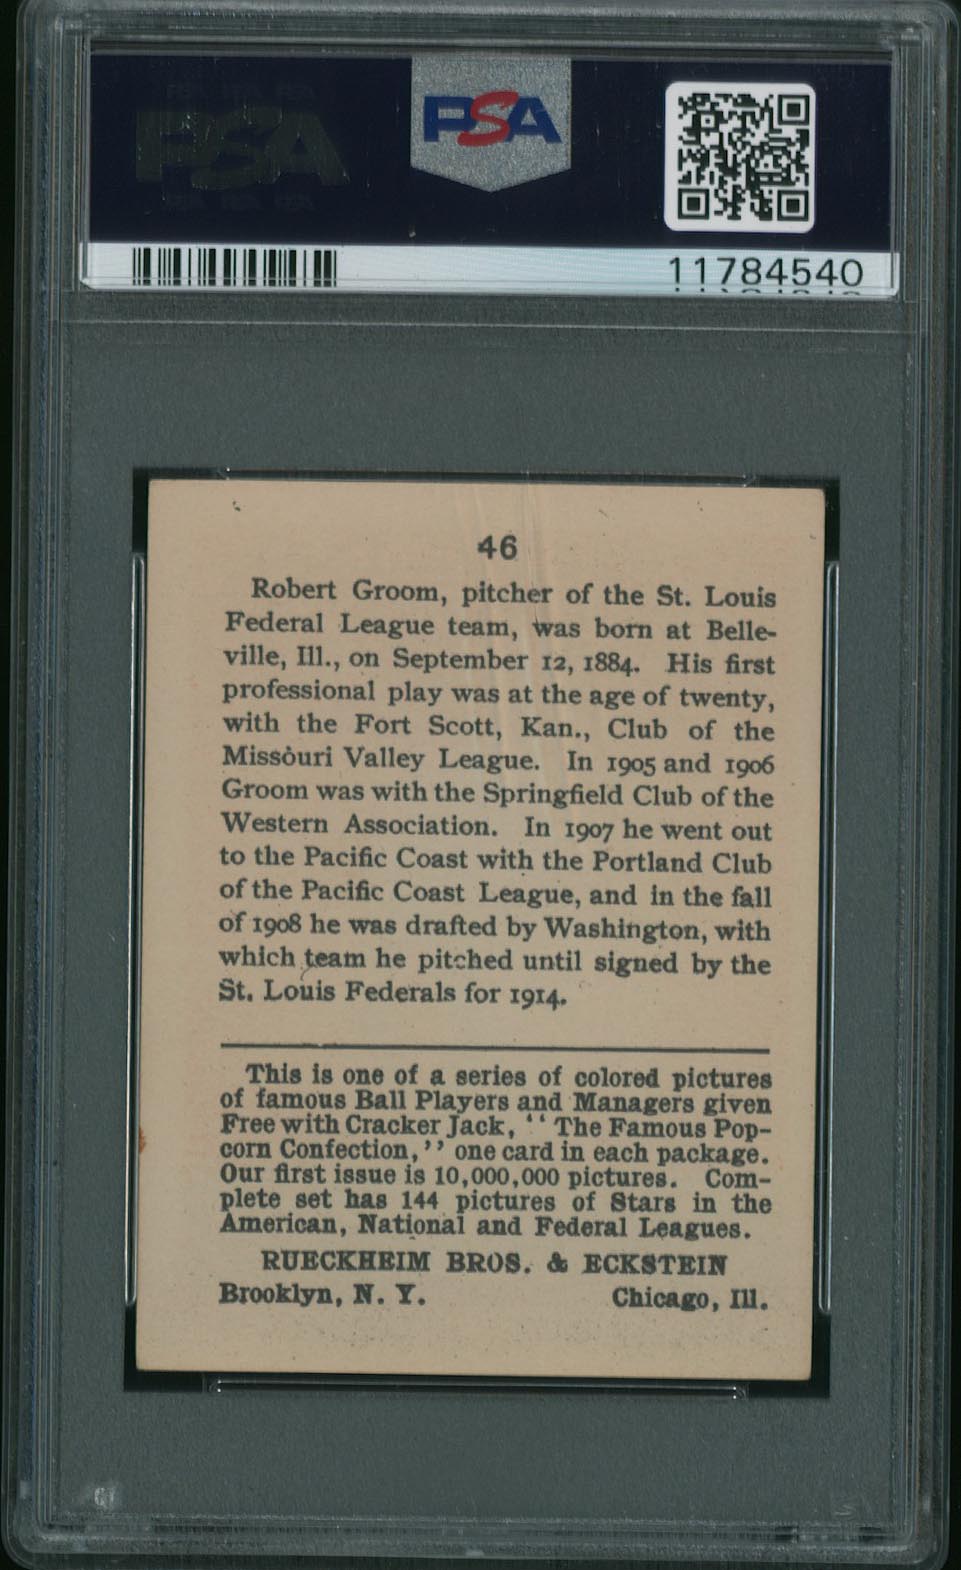 PSA
11784540
46
Robert Groom, pitcher of the St. Louis
Federal League team, was born at Belle-
ville, Ill., on September 12, 1884. His first
professional play was at the age of twenty,
with the Fort Scott, Kan., Club of the
Missouri Valley League. In 1905 and 1906
Groom was with the Springfield Club of the
Western Association. In 1907 he went out
to the Pacific Coast with the Portland Club
of the Pacific Coast League, and in the fall
of 1908 he was drafted by Washington, with
which team he pitched until signed by the
St. Louis Federals for 1914.
This is one of a series of colored pictures
of famous Ball Players and Managers given
Free with Cracker Jack, "The Famous Pop-
corn Confection," one card in each package.
Our first issue is 10,000,000 pictures. Com-
plete set has 144 pictures of Stars in the
American, National and Federal Leagues.
RUECKHEIM BROS. & ECKSTEIN
Brooklyn, N. Y. Chicago, Ill.